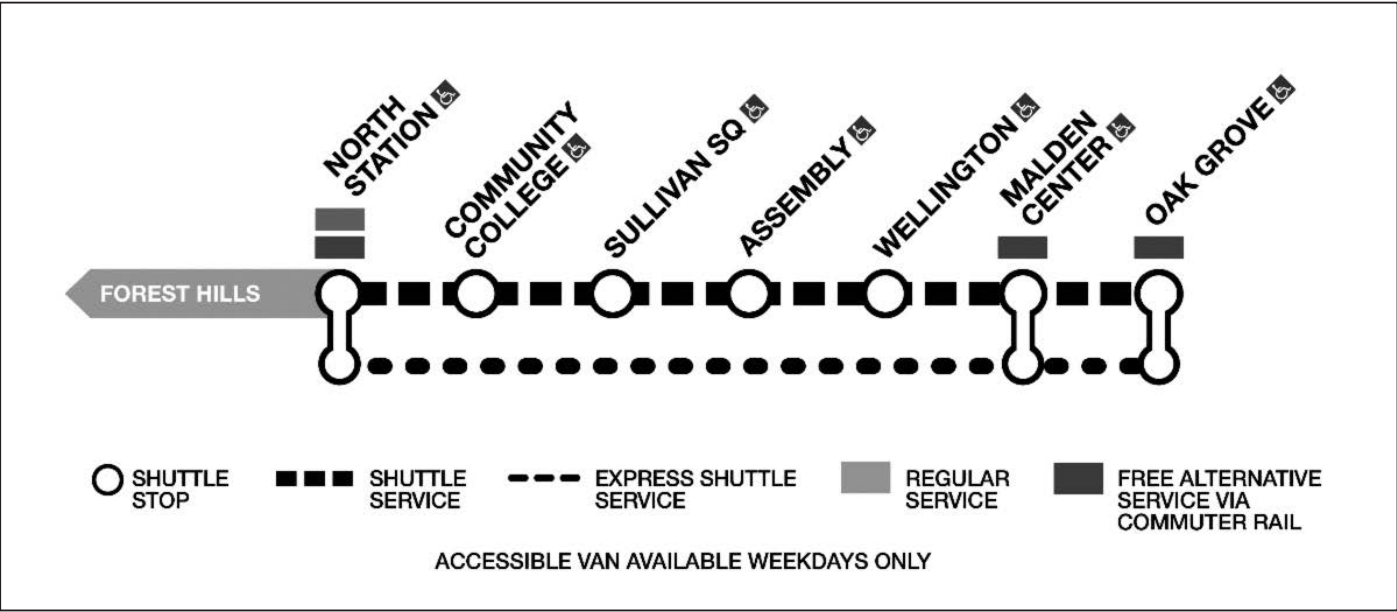 NORTH
STATION
COMMUNITY
COLLEGE
SULLIVAN SQ
ASSEMBLY
WELLINGTON
MALDEN
CENTER
OAK GROVE
FOREST HILLS
SHUTTLE
STOP
SHUTTLE
SERVICE
EXPRESS SHUTTLE
SERVICE
REGULAR
SERVICE
FREE ALTERNATIVE
SERVICE VIA
COMMUTER RAIL
ACCESSIBLE VAN AVAILABLE WEEKDAYS ONLY